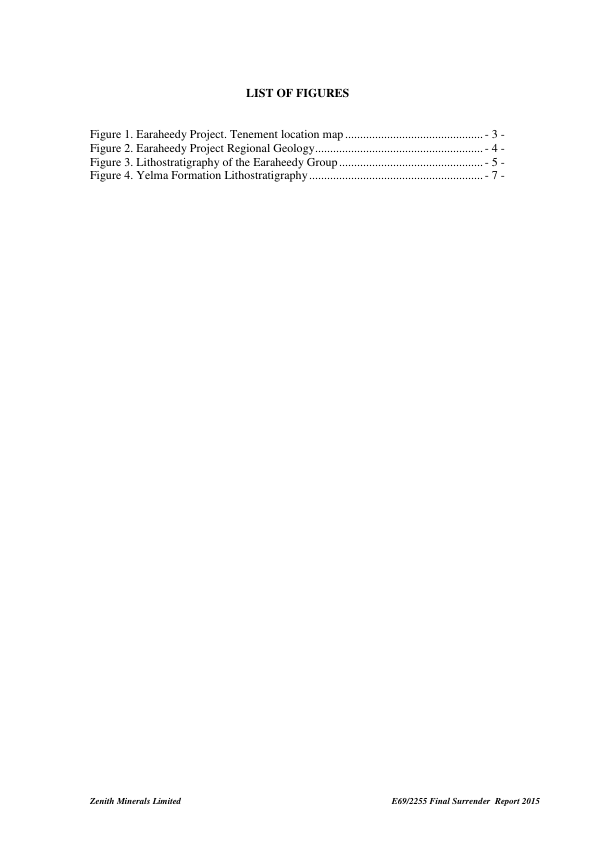 LIST OF FIGURES
Figure 1. Earaheedy Project. Tenement location map .............................................. - 3 -
Figure 2. Earaheedy Project Regional Geology........................................................ - 4 -
Figure 3. Lithostratigraphy of the Earaheedy Group ................................................ - 5 -
Figure 4. Yelma Formation Lithostratigraphy .......................................................... - 7 -
Zenith Minerals Limited E69/2255 Final Surrender Report 2015